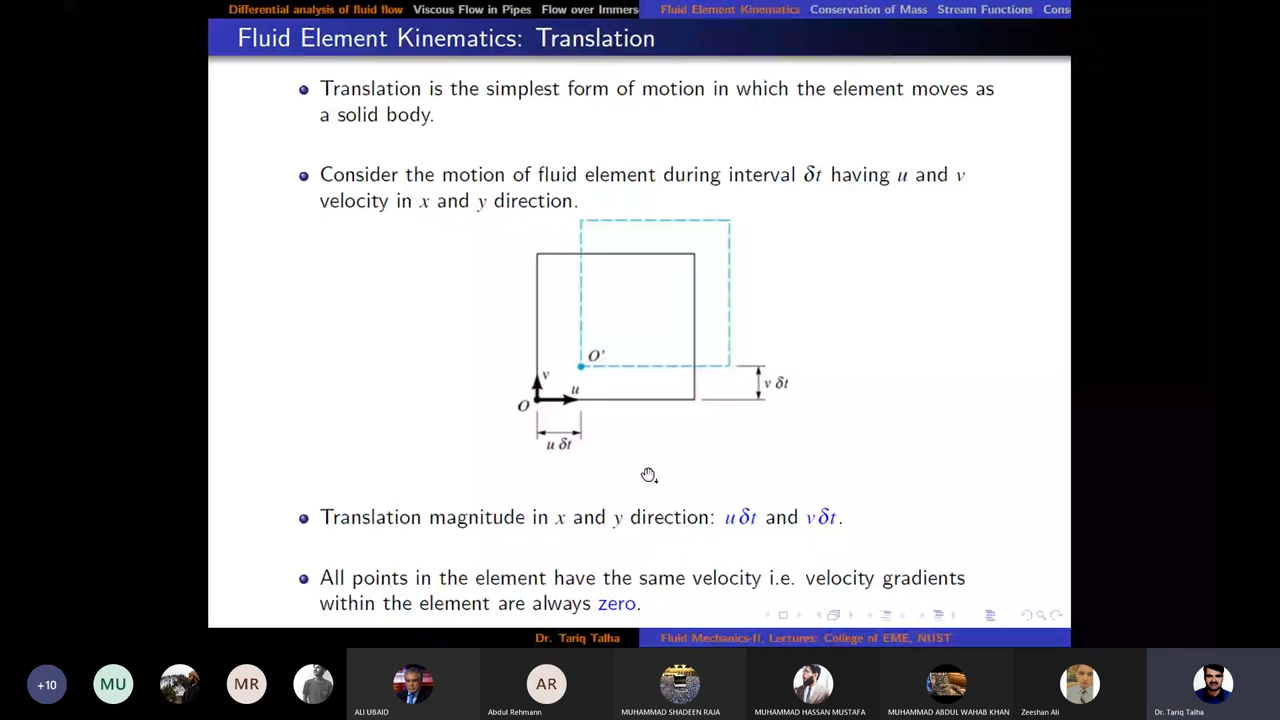 Differential analysis of fluid flow Viscous Flow in Pipes Flow over Immers Fluid Element Kinematics Conservation of Mass Stream Functions Cons
Fluid Element Kinematics: Translation
Translation is the simplest form of motion in which the element moves as
a solid body.
Consider the motion of fluid element during interval δt having u and v
velocity in x and y direction.
O'
v
u
v δt
O
u δt
Translation magnitude in x and y direction: uδt and vδt.
All points in the element have the same velocity i.e. velocity gradients
within the element are always zero.
Dr. Tariq Talha Fluid Mechanics-II, Lectures: College of EME, NUST
+10 MU MR AR
ALI UBAID Abdul Rehmann MUHAMMAD SHADEEN RAJA MUHAMMAD HASSAN MUSTAFA MUHAMMAD ABDUL WAHAB KHAN Zeeshan Ali Dr. Tariq Talha